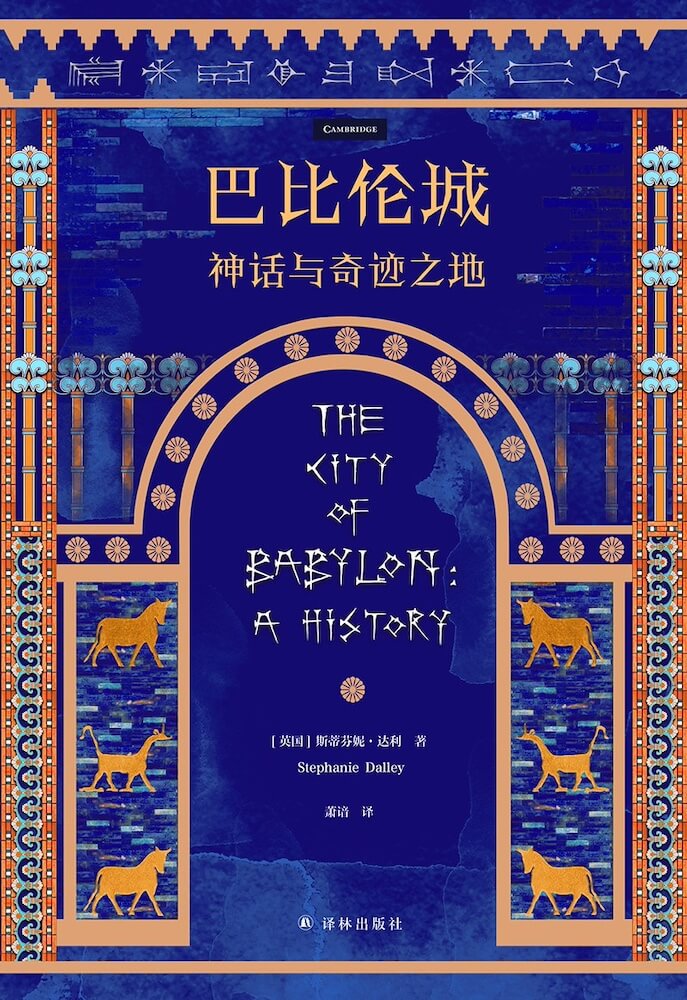 CAMBRIDGE
巴比伦城
神话与奇迹之地
THE
CITY
OF
BABYLON:
A HISTORY
[英国]斯蒂芬妮·达利 著
Stephanie Dalley
萧谙 译
译林出版社